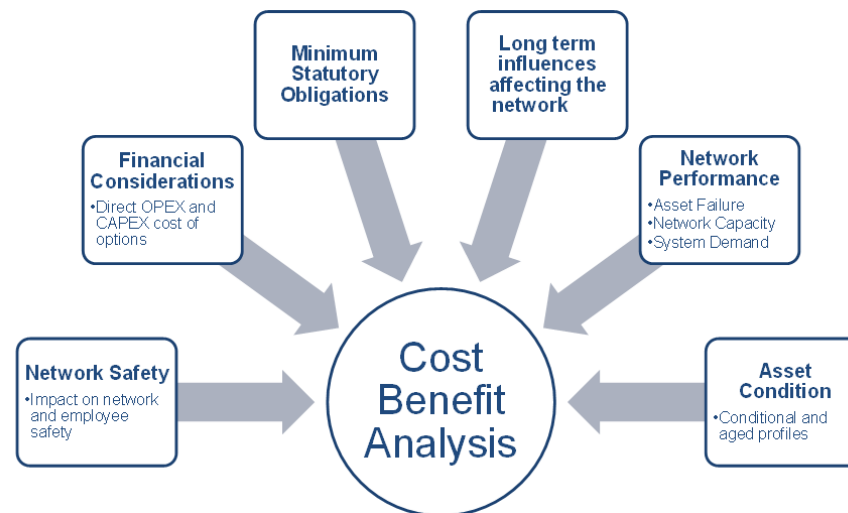 Minimum
Statutory
Obligations
Long term
influences
affecting the
network
Financial
Considerations
•Direct OPEX and
CAPEX cost of
options
Network
Performance
•Asset Failure
•Network Capacity
•System Demand
Network Safety
•Impact on network
and employee
safety
Cost
Benefit
Analysis
Asset
Condition
•Conditional and
aged profiles